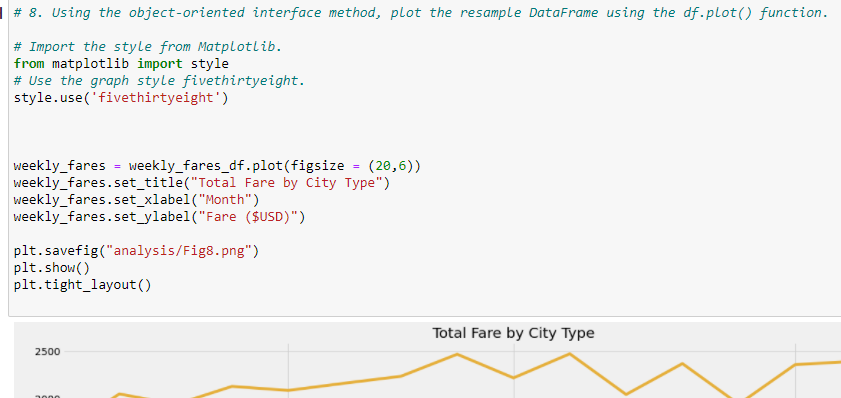 # 8. Using the object-oriented interface method, plot the resample DataFrame using the df.plot() function.
# Import the style from Matplotlib.
from matplotlib import style
# Use the graph style fivethirtyeight.
style.use('fivethirtyeight')
weekly_fares = weekly_fares_df.plot(figsize = (20,6))
weekly_fares.set_title("Total Fare by City Type")
weekly_fares.set_xlabel("Month")
weekly_fares.set_ylabel("Fare ($USD)")
plt.savefig("analysis/Fig8.png")
plt.show()
plt.tight_layout()
Total Fare by City Type
2500